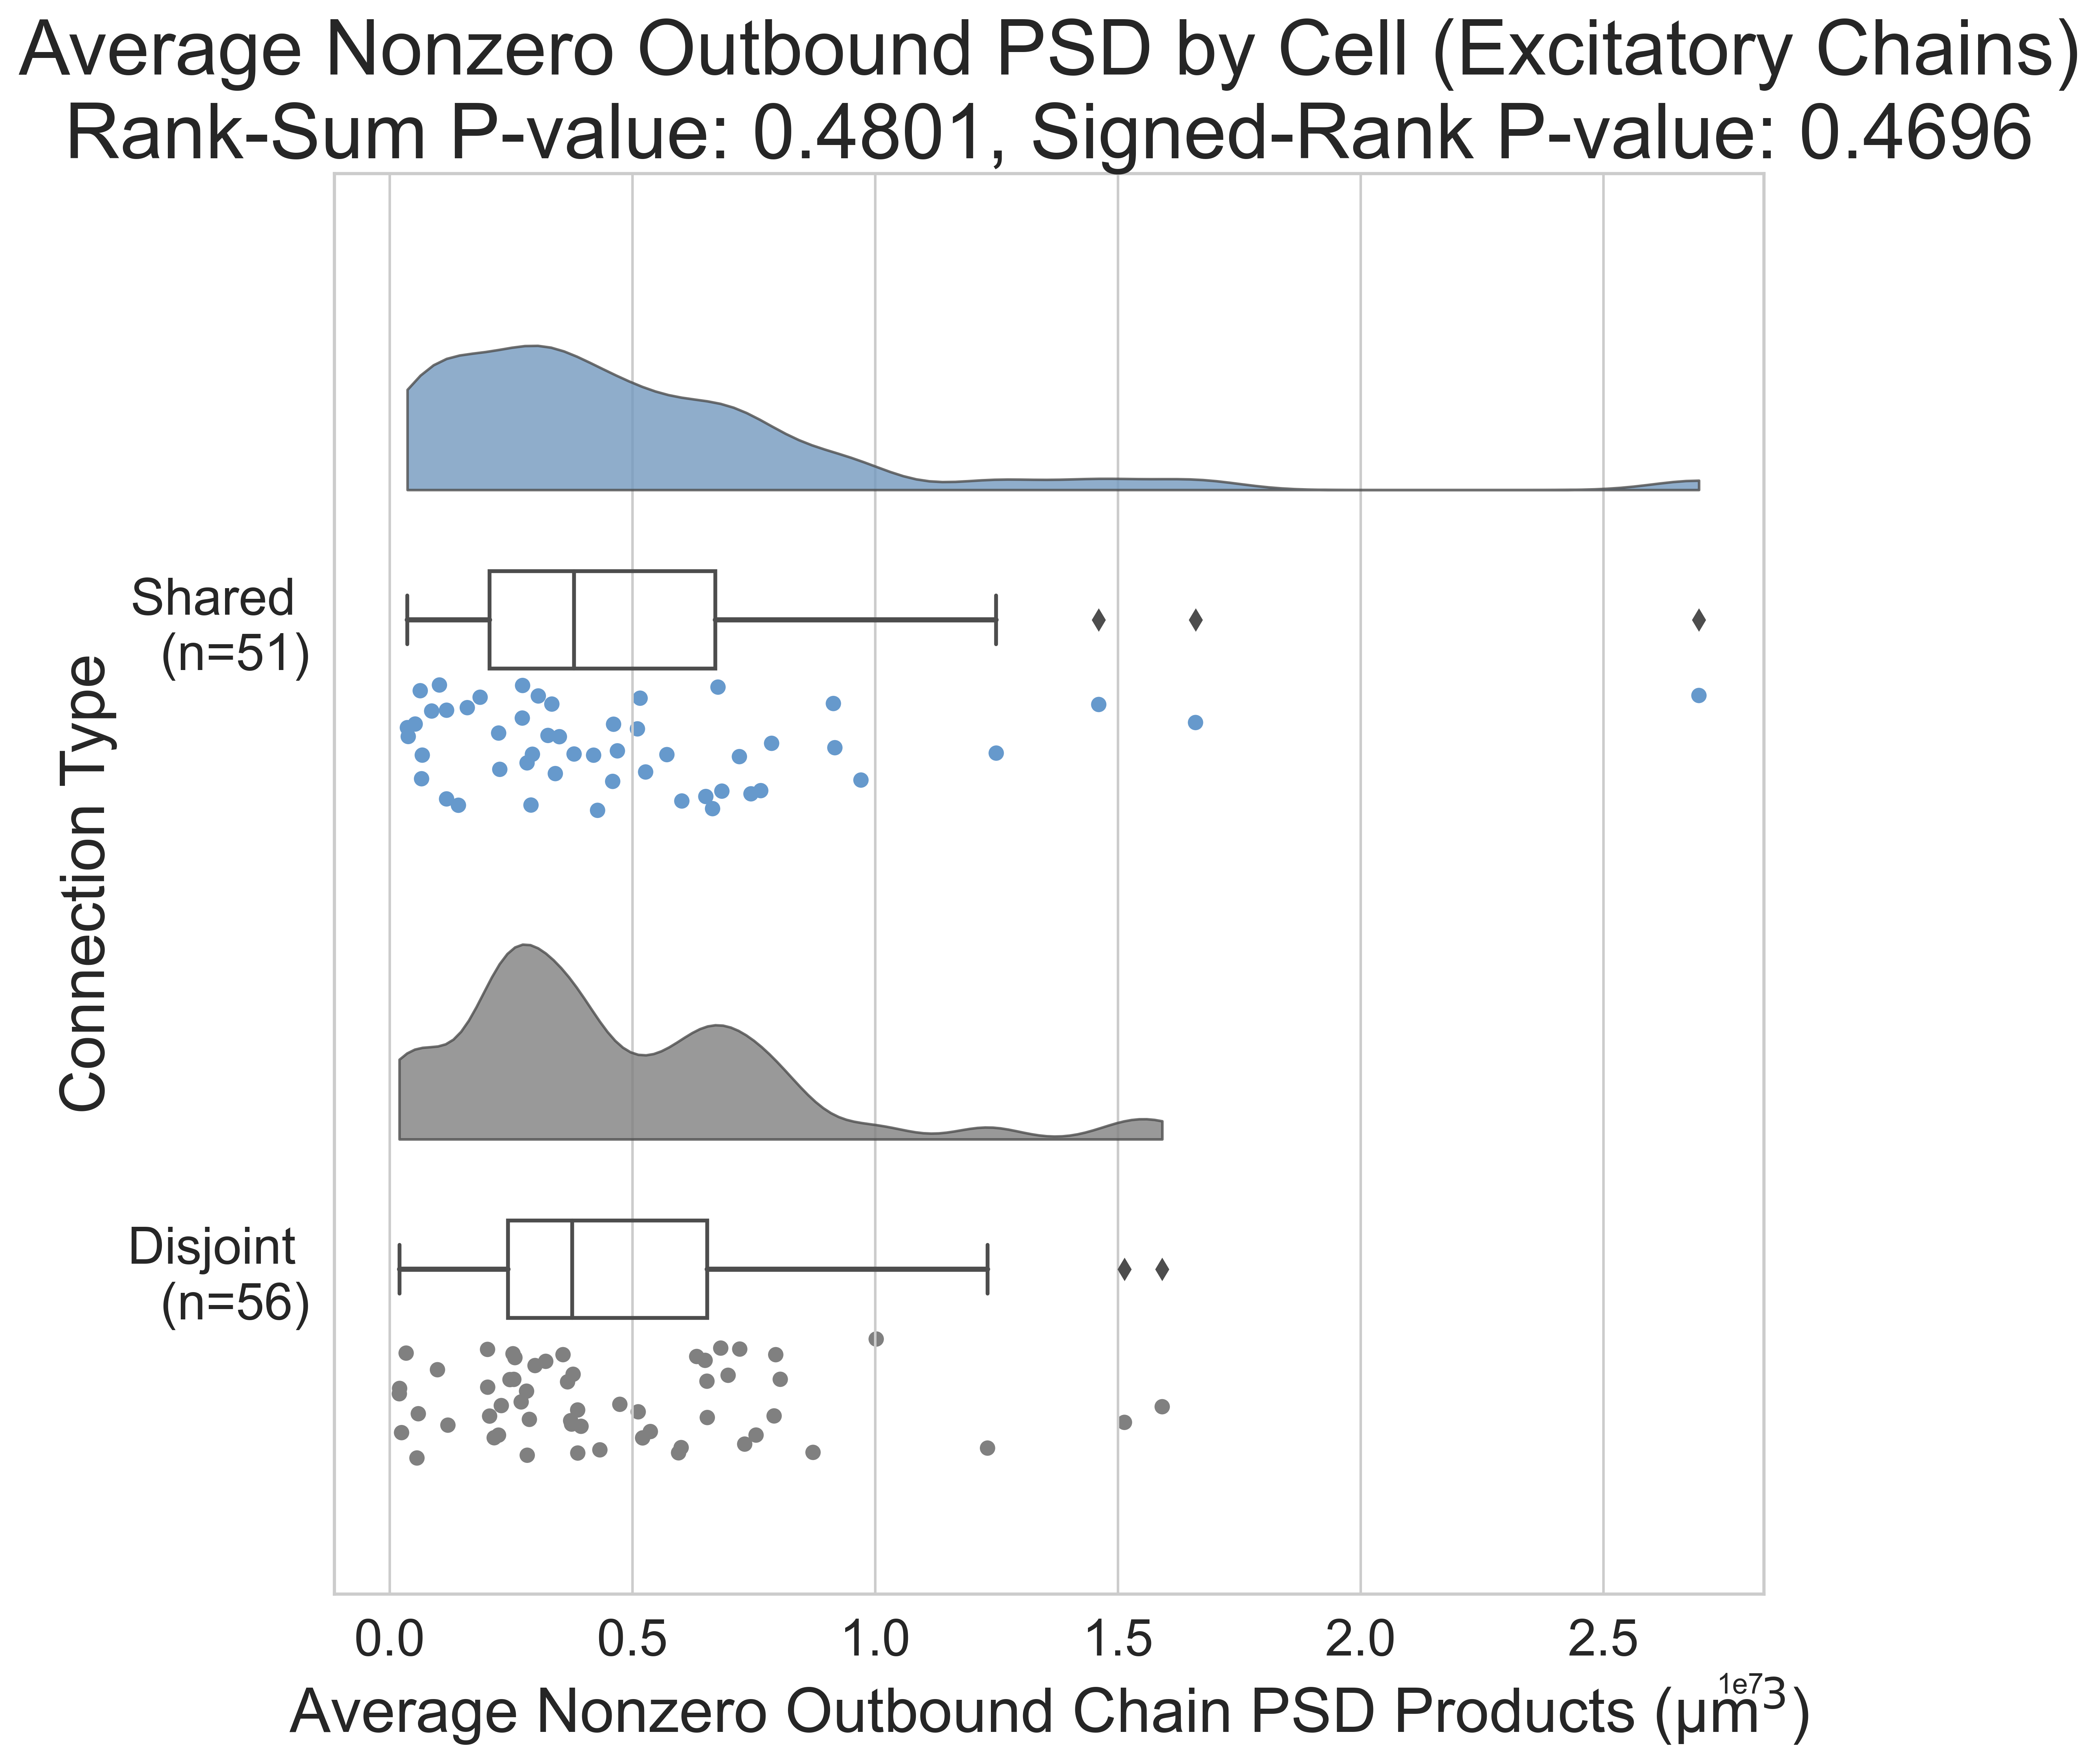 Average Nonzero Outbound PSD by Cell (Excitatory Chains)
Rank-Sum P-value: 0.4801, Signed-Rank P-value: 0.4696
Connection Type
Shared
(n=51)
Disjoint
(n=56)
0.0 0.5 1.0 1.5 2.0 2.5
1e7
Average Nonzero Outbound Chain PSD Products (μm³)